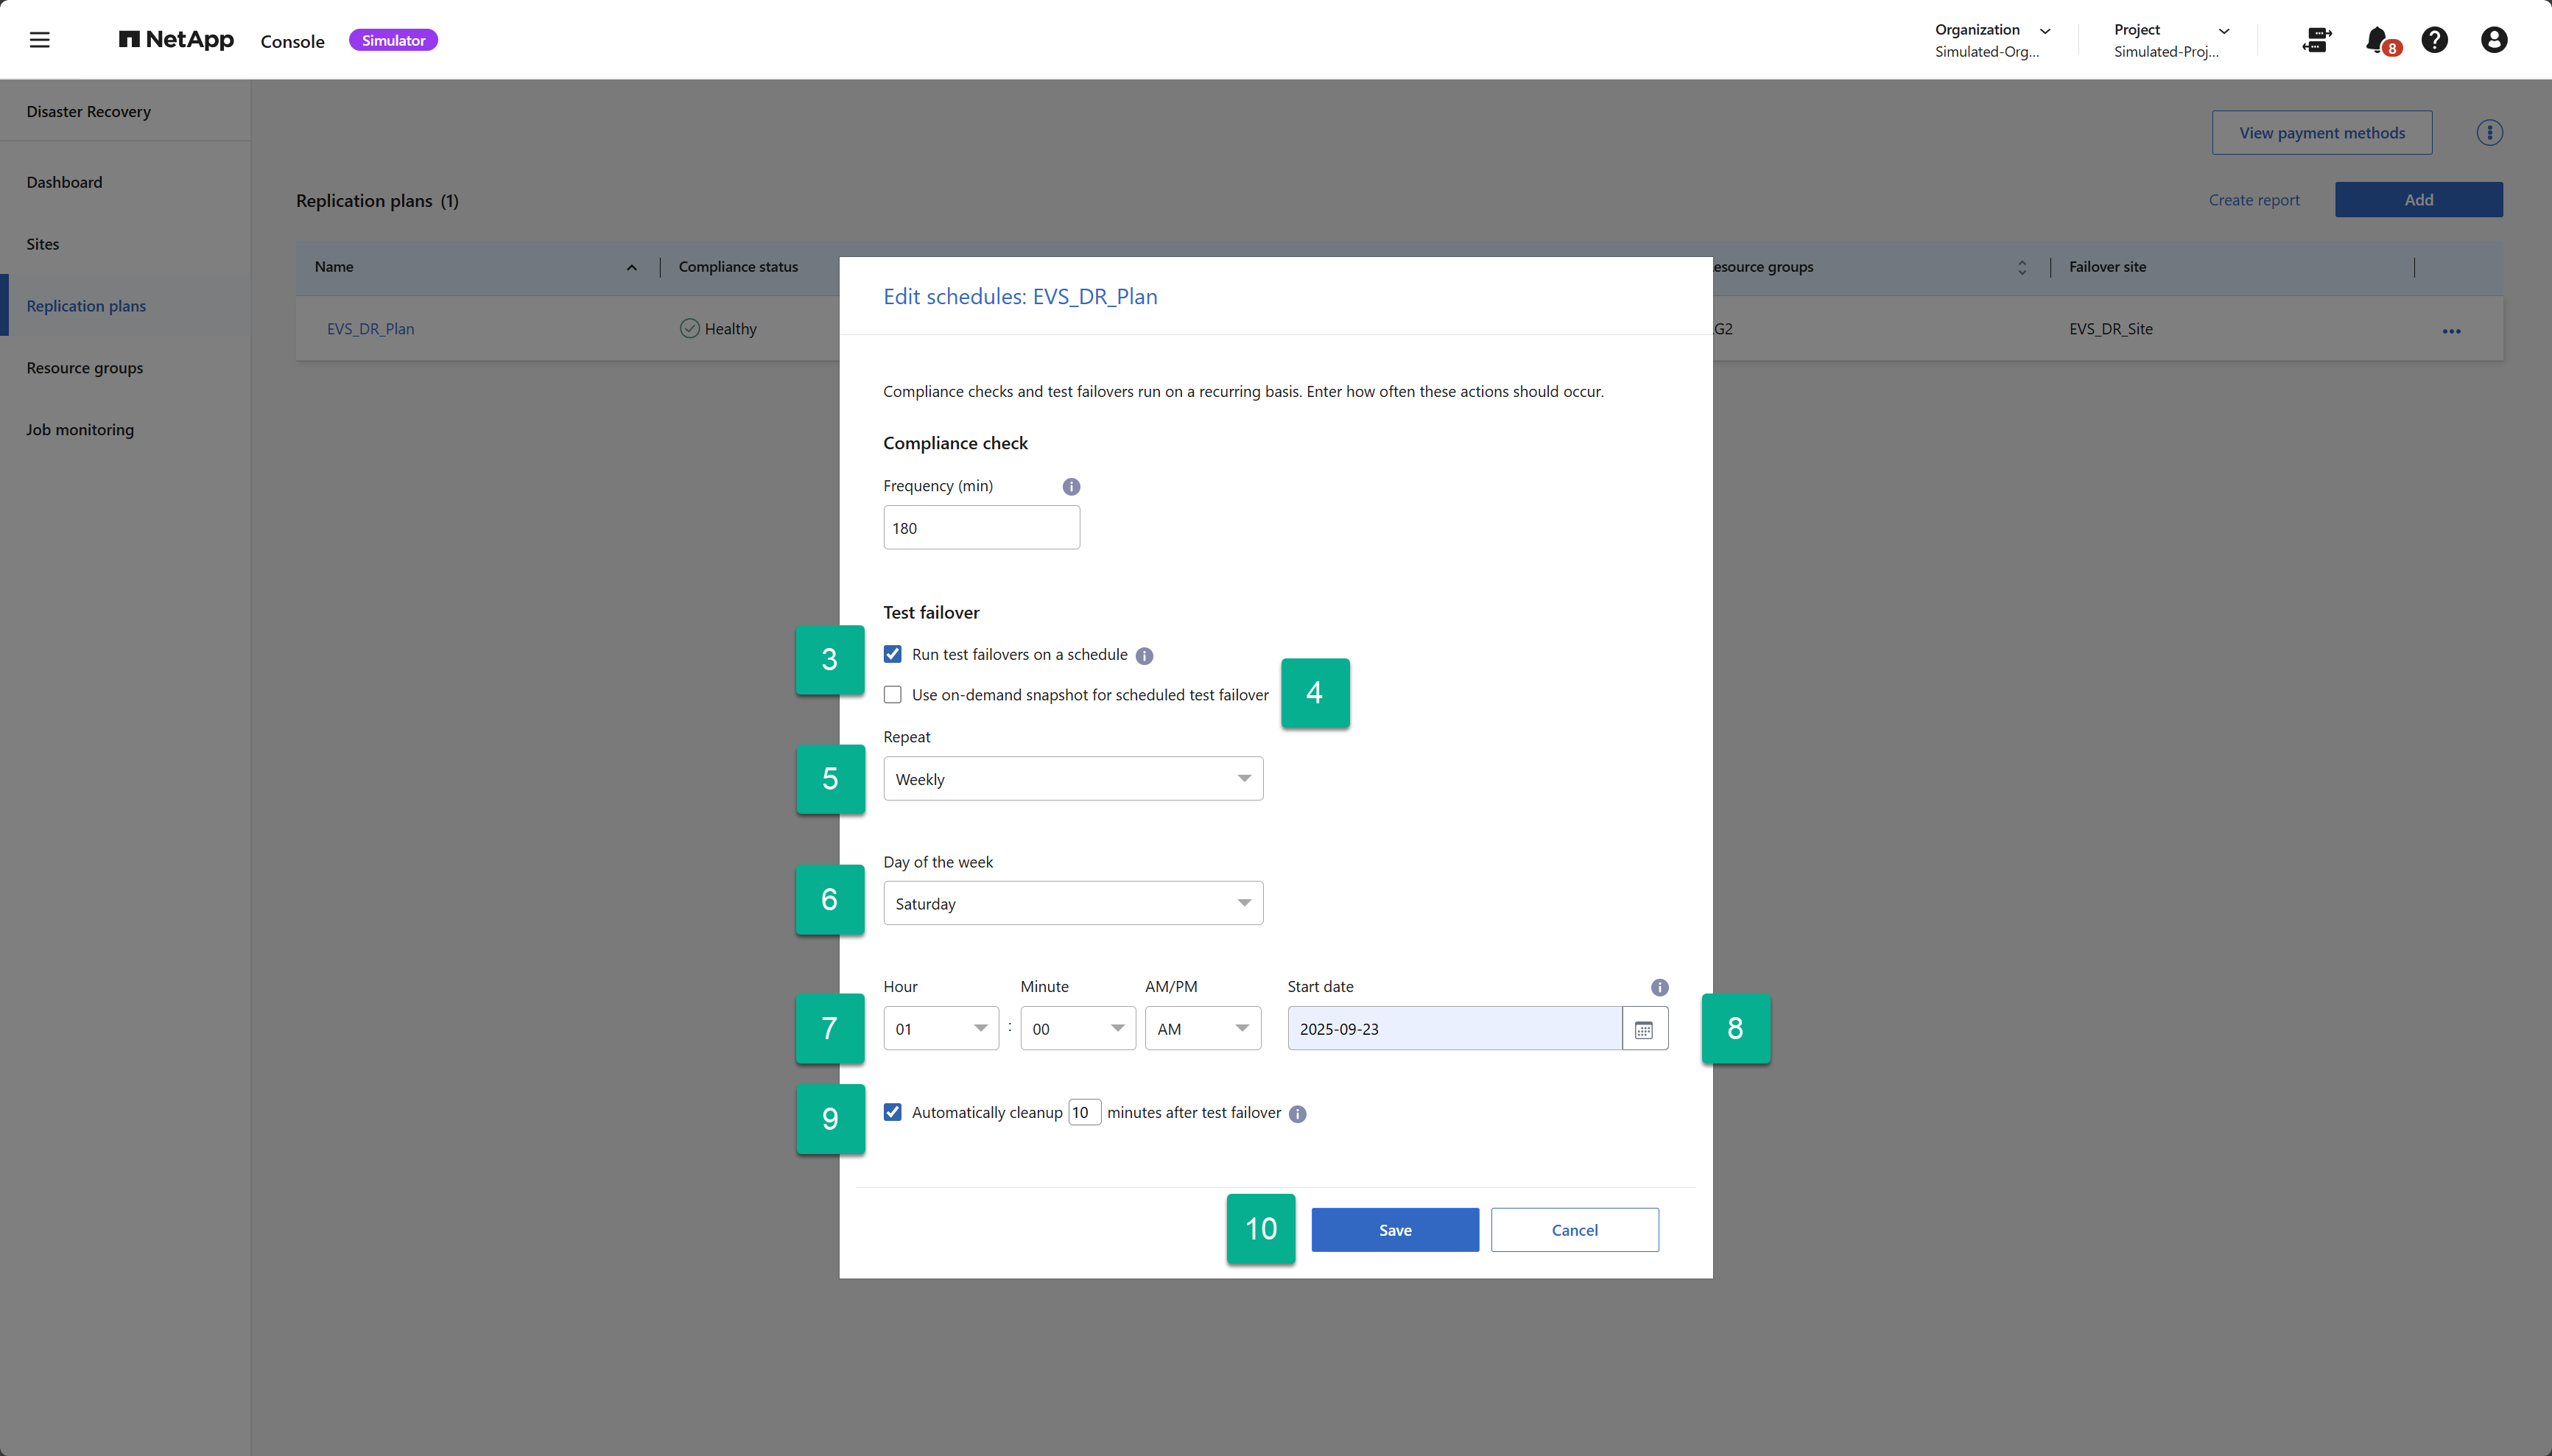 NetApp Console Simulator
Organization
Simulated-Org...
Project
Simulated-Proj...
8
Disaster Recovery
Dashboard
Sites
Replication plans
Resource groups
Job monitoring
View payment methods
Replication plans (1)
Create report
Add
Name
Compliance status
esource groups
Failover site
EVS_DR_Plan
Healthy
G2
EVS_DR_Site
Edit schedules: EVS_DR_Plan
Compliance checks and test failovers run on a recurring basis. Enter how often these actions should occur.
Compliance check
Frequency (min)
180
Test failover
3
Run test failovers on a schedule
Use on-demand snapshot for scheduled test failover
4
Repeat
5
Weekly
Day of the week
6
Saturday
Hour
Minute
AM/PM
Start date
7
01 : 00 AM
2025-09-23
8
9
Automatically cleanup 10 minutes after test failover
10
Save
Cancel